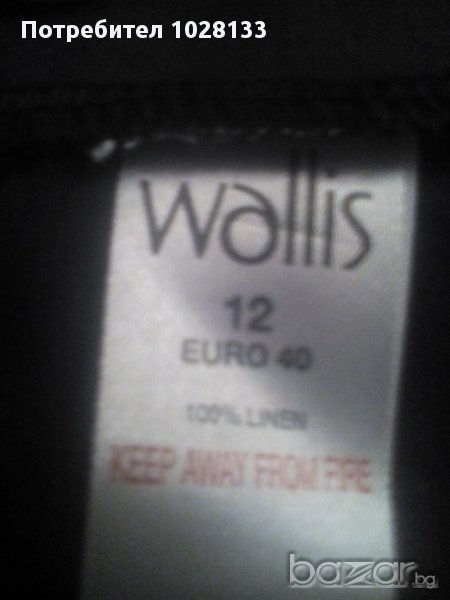 Потребител 1028133
Wallis
12
EURO 40
100% LINEN
KEEP AWAY FROM FIRE
bazar.bg